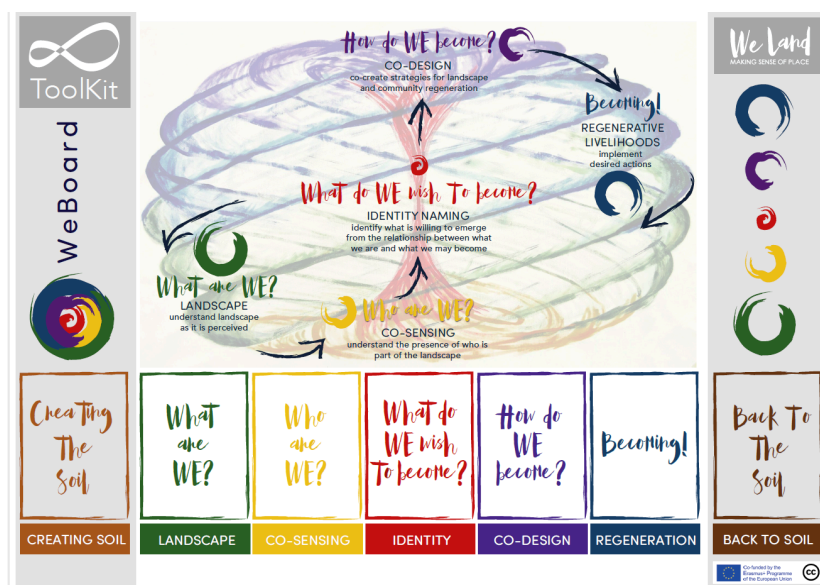 ToolKit
WeBoard
How do WE become?
CO-DESIGN
co-create strategies for landscape
and community regeneration
Becoming!
REGENERATIVE
LIVELIHOODS
implement
desired actions
What do WE wish To become?
IDENTITY NAMING
identify what is willing to emerge
from the relationship between what
we are and what we may become
What are WE?
LANDSCAPE
understand landscape
as it is perceived
Who are WE?
CO-SENSING
understand the presence of who is
part of the landscape
We Land
MAKING SENSE OF PLACE
Creating
The
Soil
CREATING SOIL
What
are
WE?
LANDSCAPE
Who
are
WE?
CO-SENSING
What do
WE wish
To become?
IDENTITY
How do
WE
become?
CO-DESIGN
Becoming!
REGENERATION
Back To
The
Soil
BACK TO SOIL
Co-funded by the
Erasmus+ Programme
of the European Union
cc